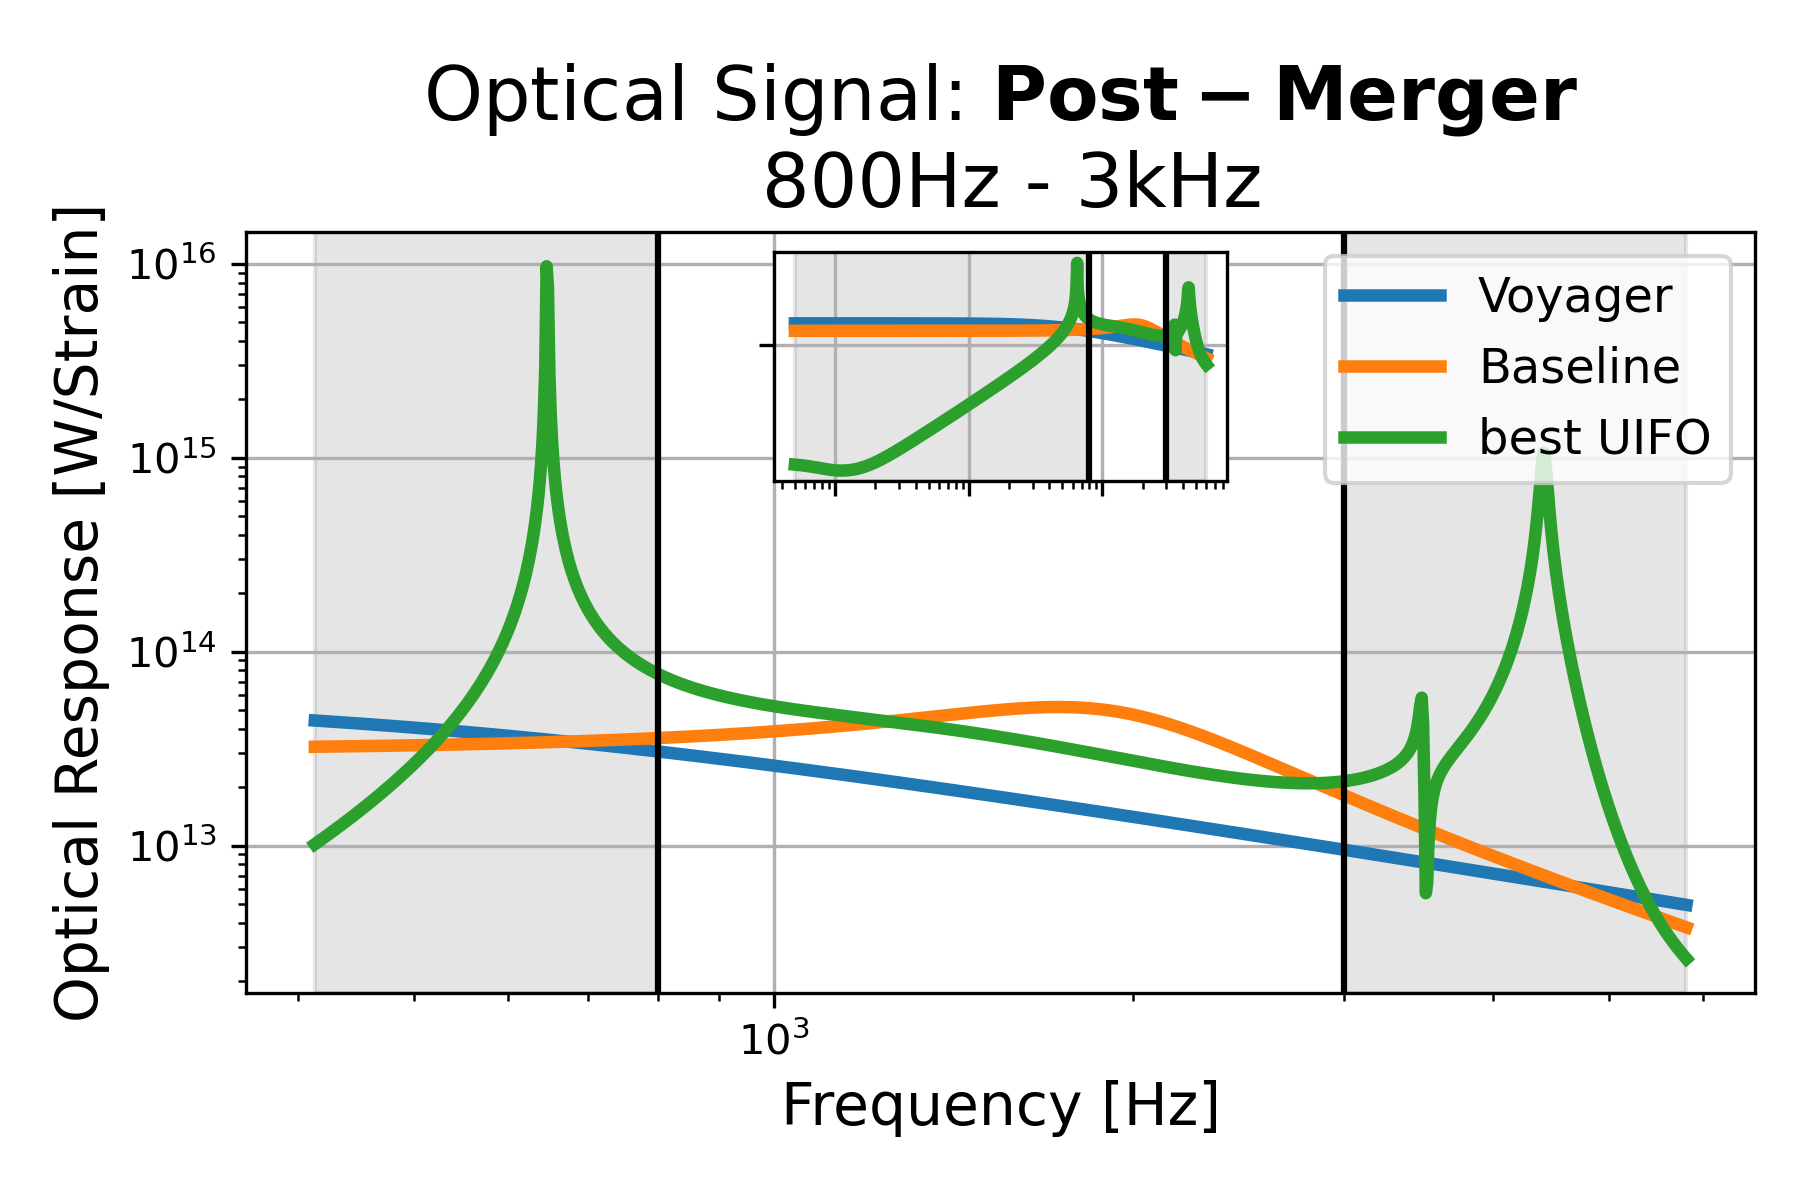 Optical Signal: Post − Merger
800Hz - 3kHz
Optical Response [W/Strain]
10^16
10^15
10^14
10^13
Voyager
Baseline
best UIFO
10^3
Frequency [Hz]